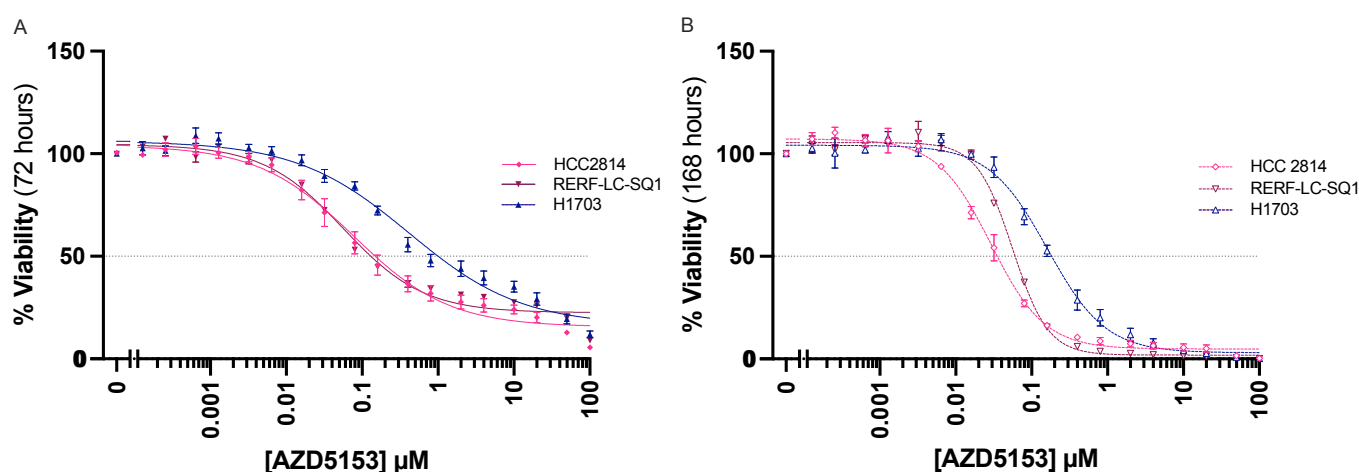 A
% Viability (72 hours)
150
100
50
0
0
0.001
0.01
0.1
1
10
100
[AZD5153] µM
HCC2814
RERF-LC-SQ1
H1703
B
% Viability (168 hours)
150
100
50
0
0
0.001
0.01
0.1
1
10
100
[AZD5153] µM
HCC 2814
RERF-LC-SQ1
H1703